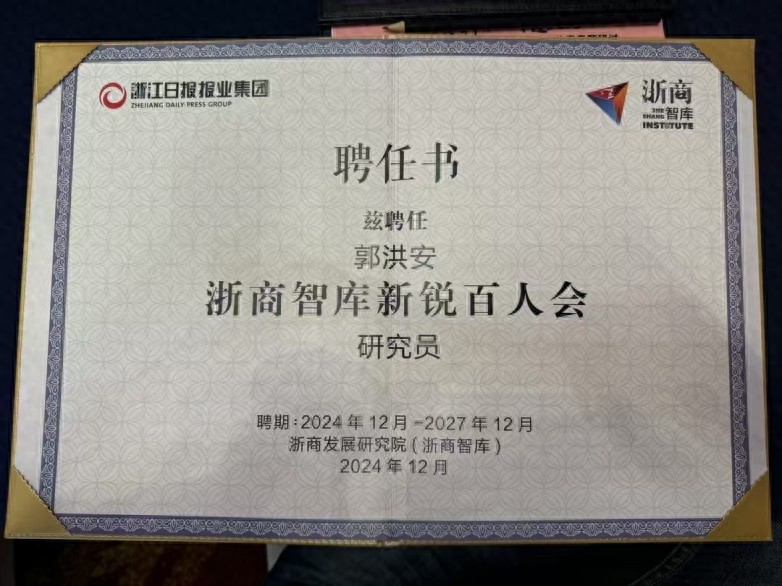 浙江日报报业集团
ZHEJIANG DAILY PRESS GROUP
浙商
THE
SHANG 智库
INSTITUTE
聘任书
兹聘任
郭洪安
浙商智库新锐百人会
研究员
聘期:2024年12月-2027年12月
浙商发展研究院(浙商智库)
2024年12月